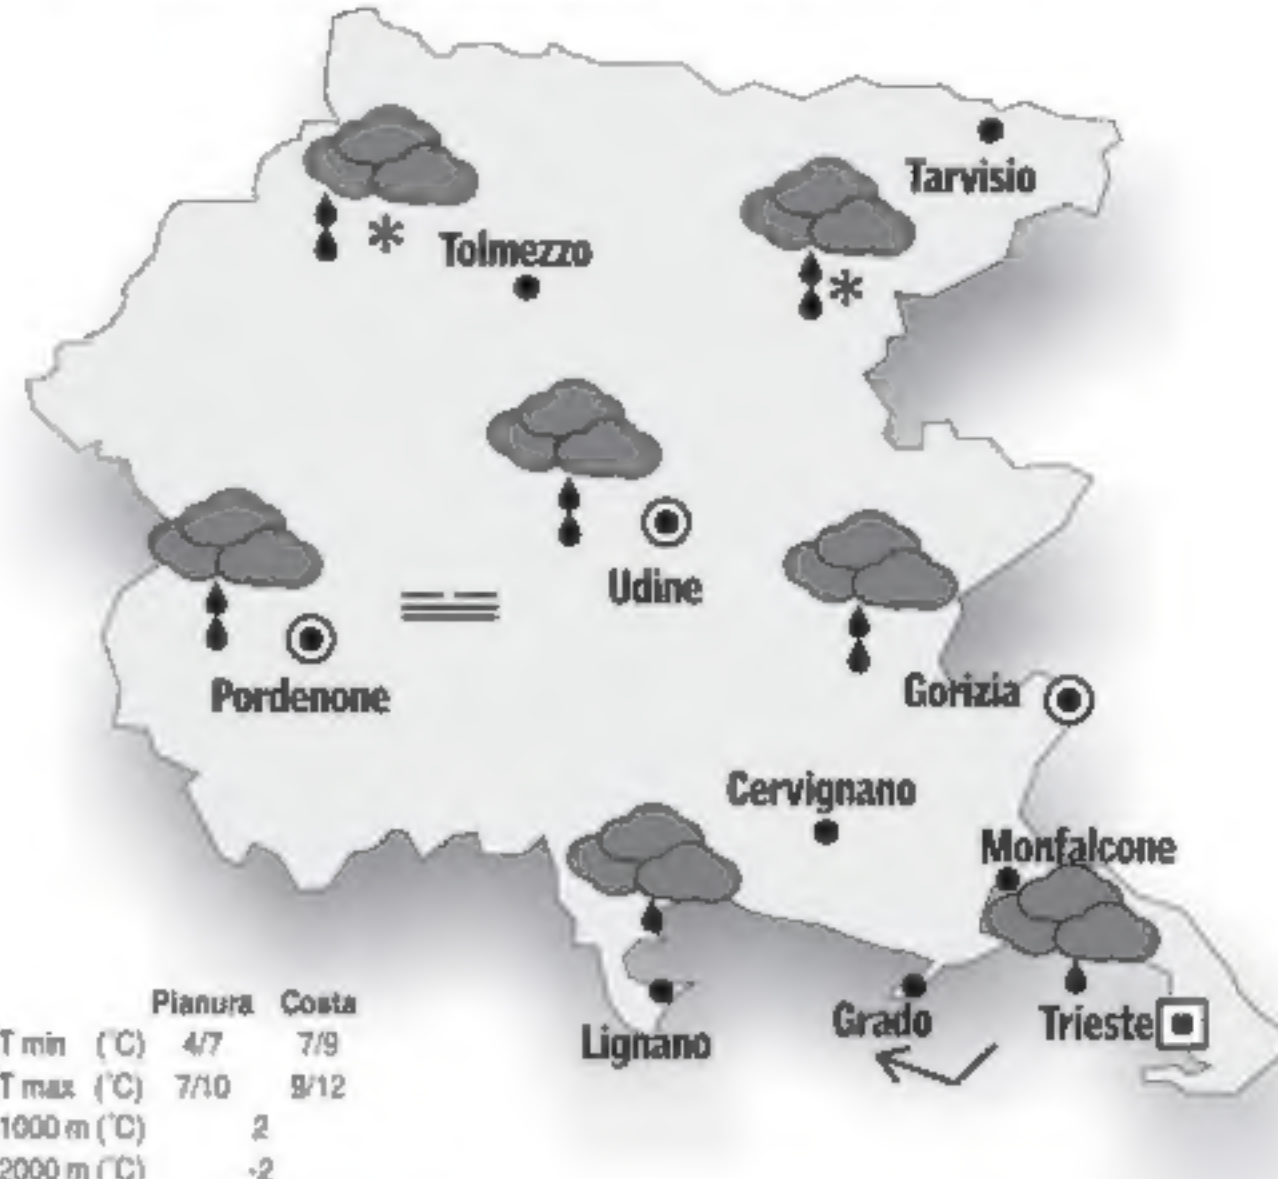 Tarvisio
Tolmezzo
Udine
Pordenone
Gorizia
Cervignano
Monfalcone
Lignano
Grado
Trieste
Pianura Costa
T min (°C) 4/7 7/9
T max (°C) 7/10 9/12
1000 m (°C) 2
2000 m (°C) -2